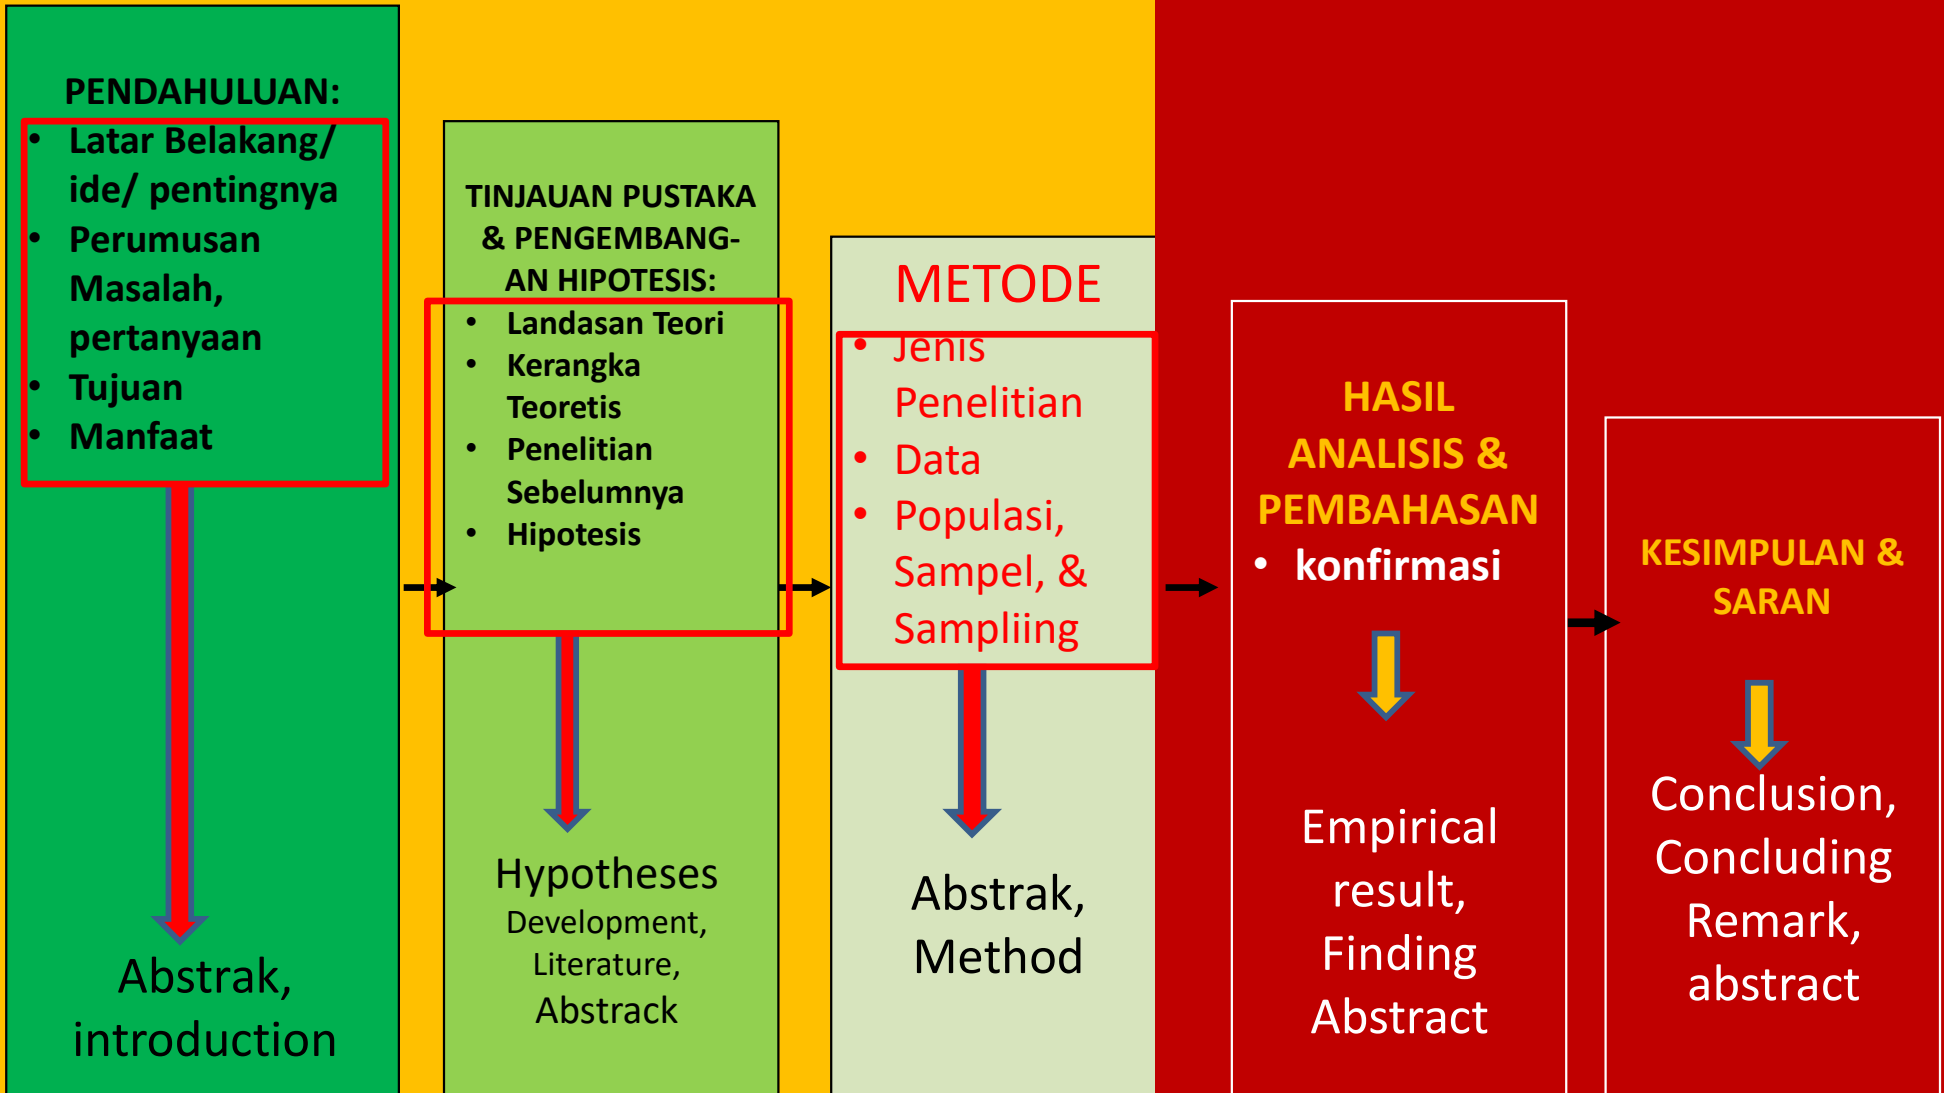 PENDAHULUAN:
• Latar Belakang/
ide/ pentingnya
• Perumusan
Masalah,
pertanyaan
• Tujuan
• Manfaat
Abstrak,
introduction
TINJAUAN PUSTAKA
& PENGEMBANG-
AN HIPOTESIS:
• Landasan Teori
• Kerangka
Teoretis
• Penelitian
Sebelumnya
• Hipotesis
Hypotheses
Development,
Literature,
Abstrack
METODE
• Jenis
Penelitian
• Data
• Populasi,
Sampel, &
Sampliing
Abstrak,
Method
HASIL
ANALISIS &
PEMBAHASAN
• konfirmasi
Empirical
result,
Finding
Abstract
KESIMPULAN &
SARAN
Conclusion,
Concluding
Remark,
abstract